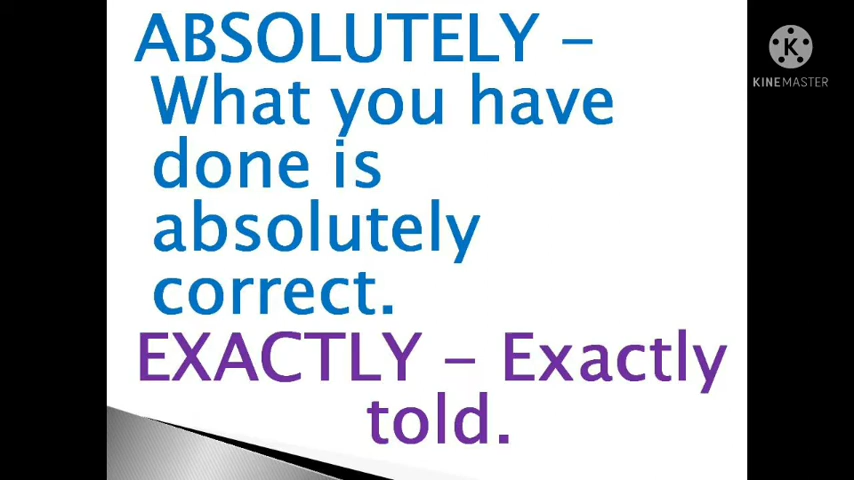 ABSOLUTELY –
What you have
done is
absolutely
correct.
EXACTLY – Exactly
told.
K
KINEMASTER